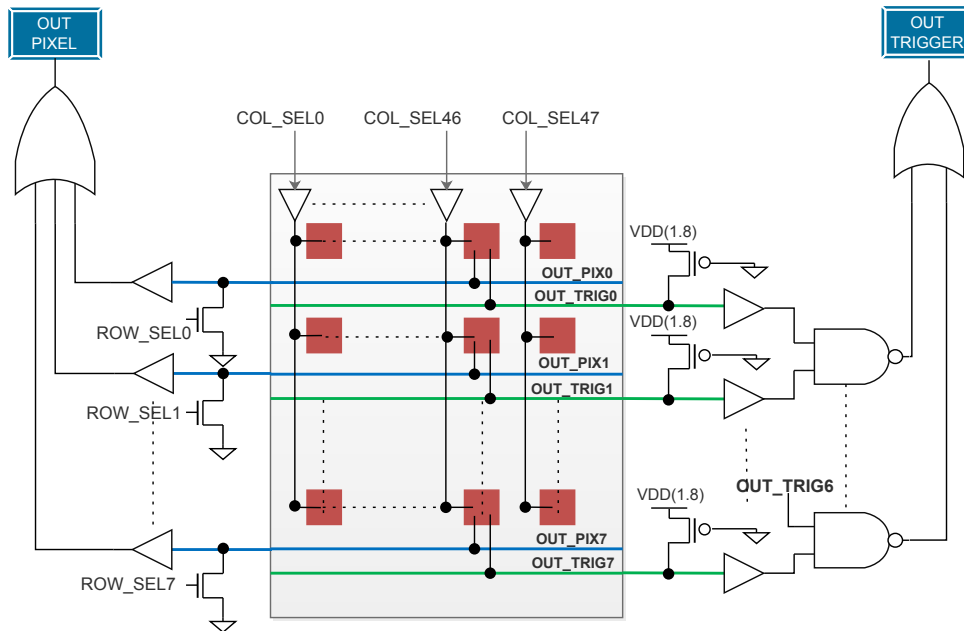 OUT
PIXEL
OUT
TRIGGER
COL_SEL0
COL_SEL46
COL_SEL47
VDD(1.8)
OUT_PIX0
OUT_TRIG0
ROW_SEL0
VDD(1.8)
OUT_PIX1
OUT_TRIG1
ROW_SEL1
OUT_TRIG6
VDD(1.8)
OUT_PIX7
OUT_TRIG7
ROW_SEL7